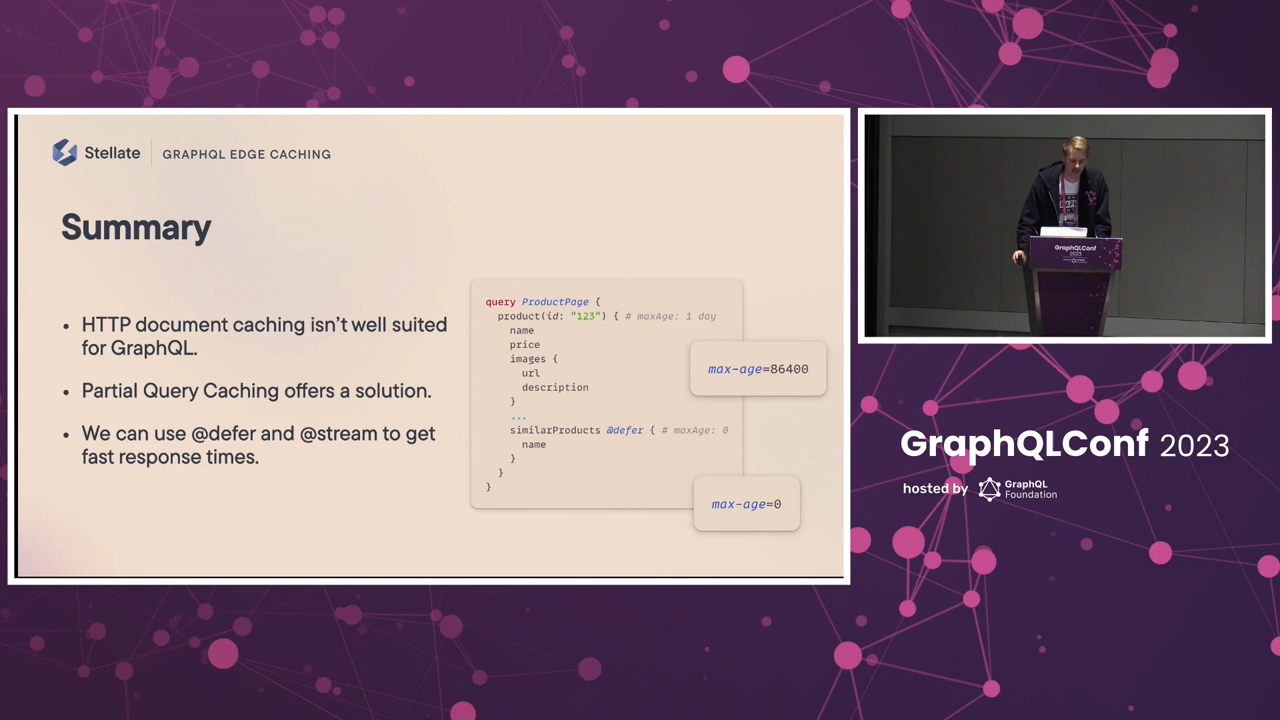 Stellate
GRAPHQL EDGE CACHING
Summary
• HTTP document caching isn't well suited
for GraphQL.
• Partial Query Caching offers a solution.
• We can use @defer and @stream to get
fast response times.
query ProductPage {
product(id: "123") { # maxAge: 1 day
name
price
images {
url
description
}
...
similarProducts @defer { # maxAge: 0
name
}
}
}
max-age=86400
max-age=0
GraphQLConf
2023
GraphQLConf 2023
hosted by
GraphQL
Foundation